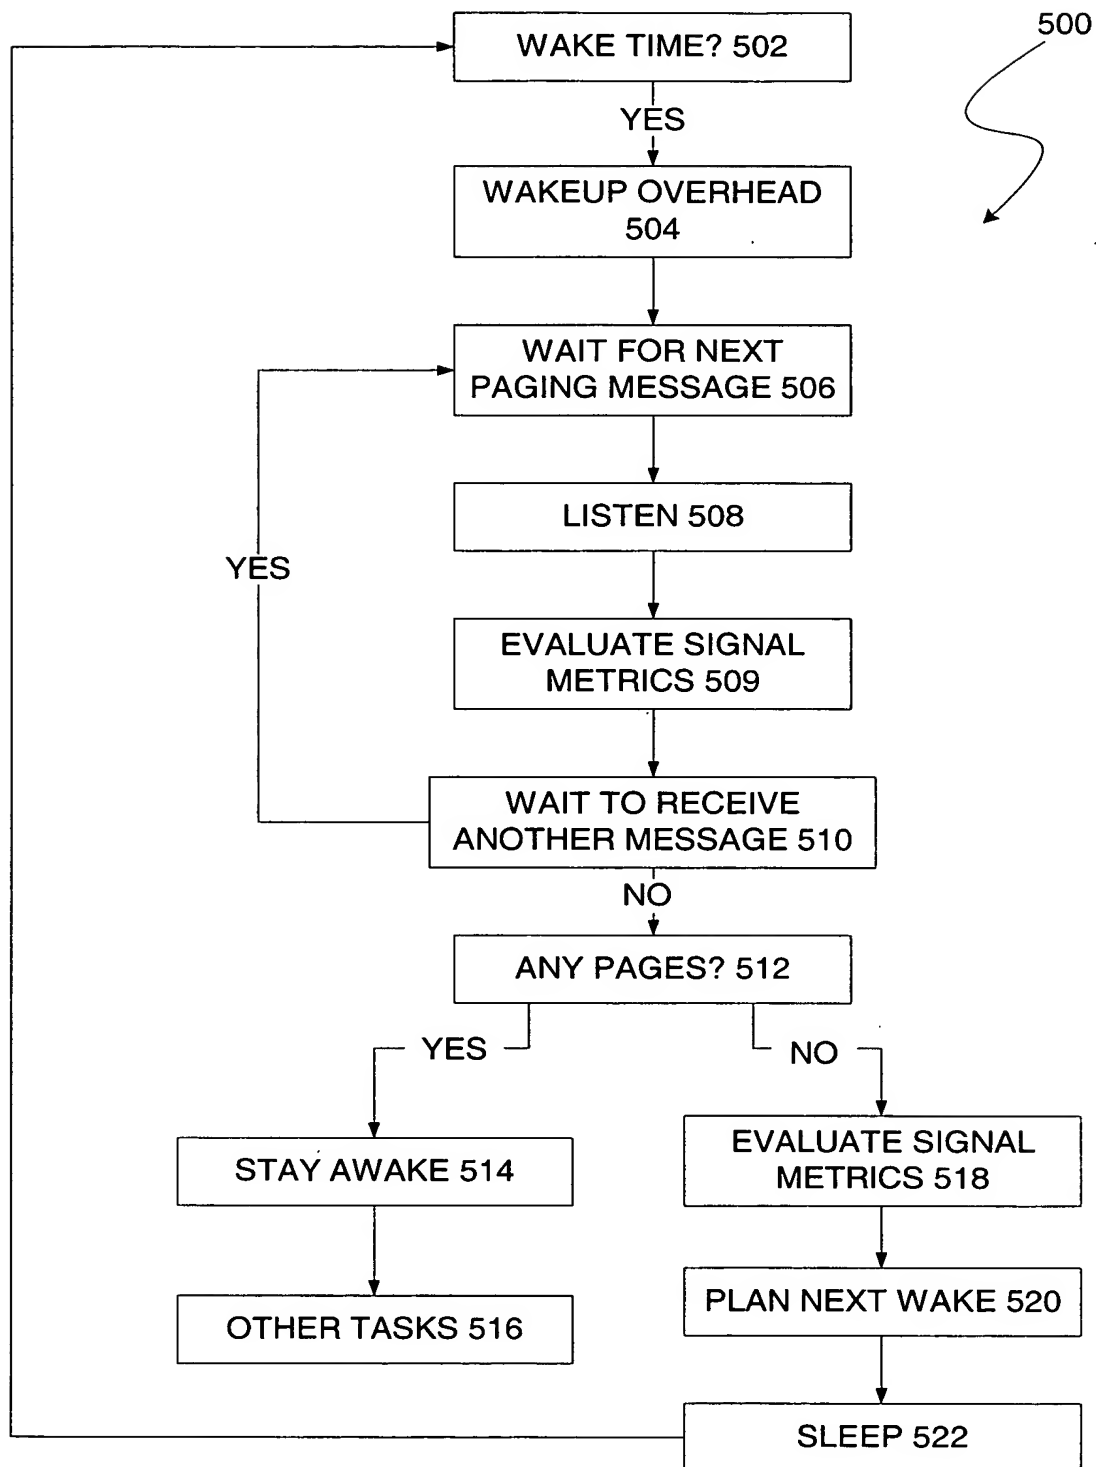 500
WAKE TIME? 502
YES
WAKEUP OVERHEAD
504
WAIT FOR NEXT
PAGING MESSAGE 506
LISTEN 508
YES
EVALUATE SIGNAL
METRICS 509
WAIT TO RECEIVE
ANOTHER MESSAGE 510
NO
ANY PAGES? 512
YES
NO
STAY AWAKE 514
EVALUATE SIGNAL
METRICS 518
OTHER TASKS 516
PLAN NEXT WAKE 520
SLEEP 522